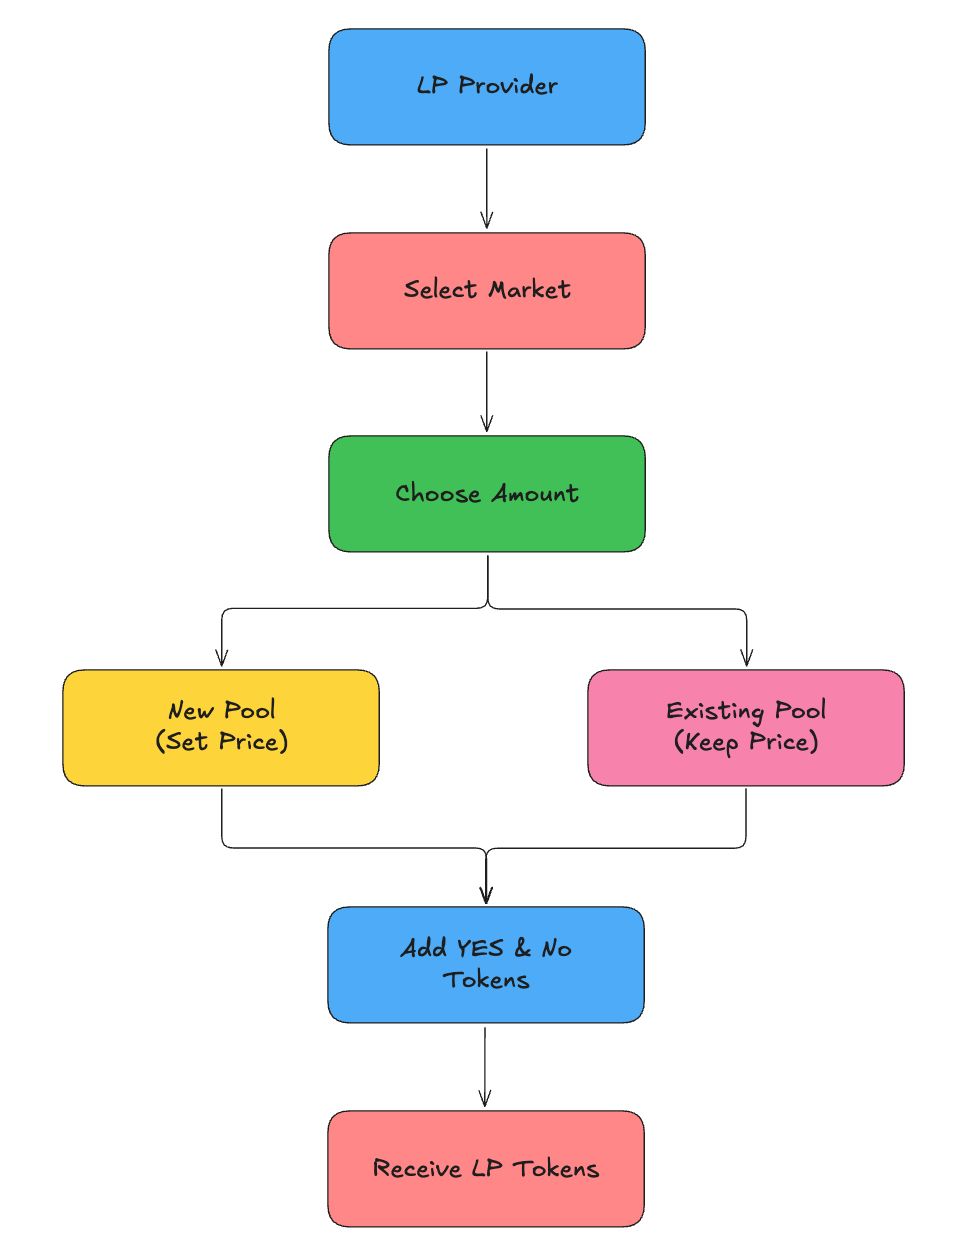 LP Provider
Select Market
Choose Amount
New Pool
(Set Price)
Existing Pool
(Keep Price)
Add YES & No
Tokens
Receive LP Tokens